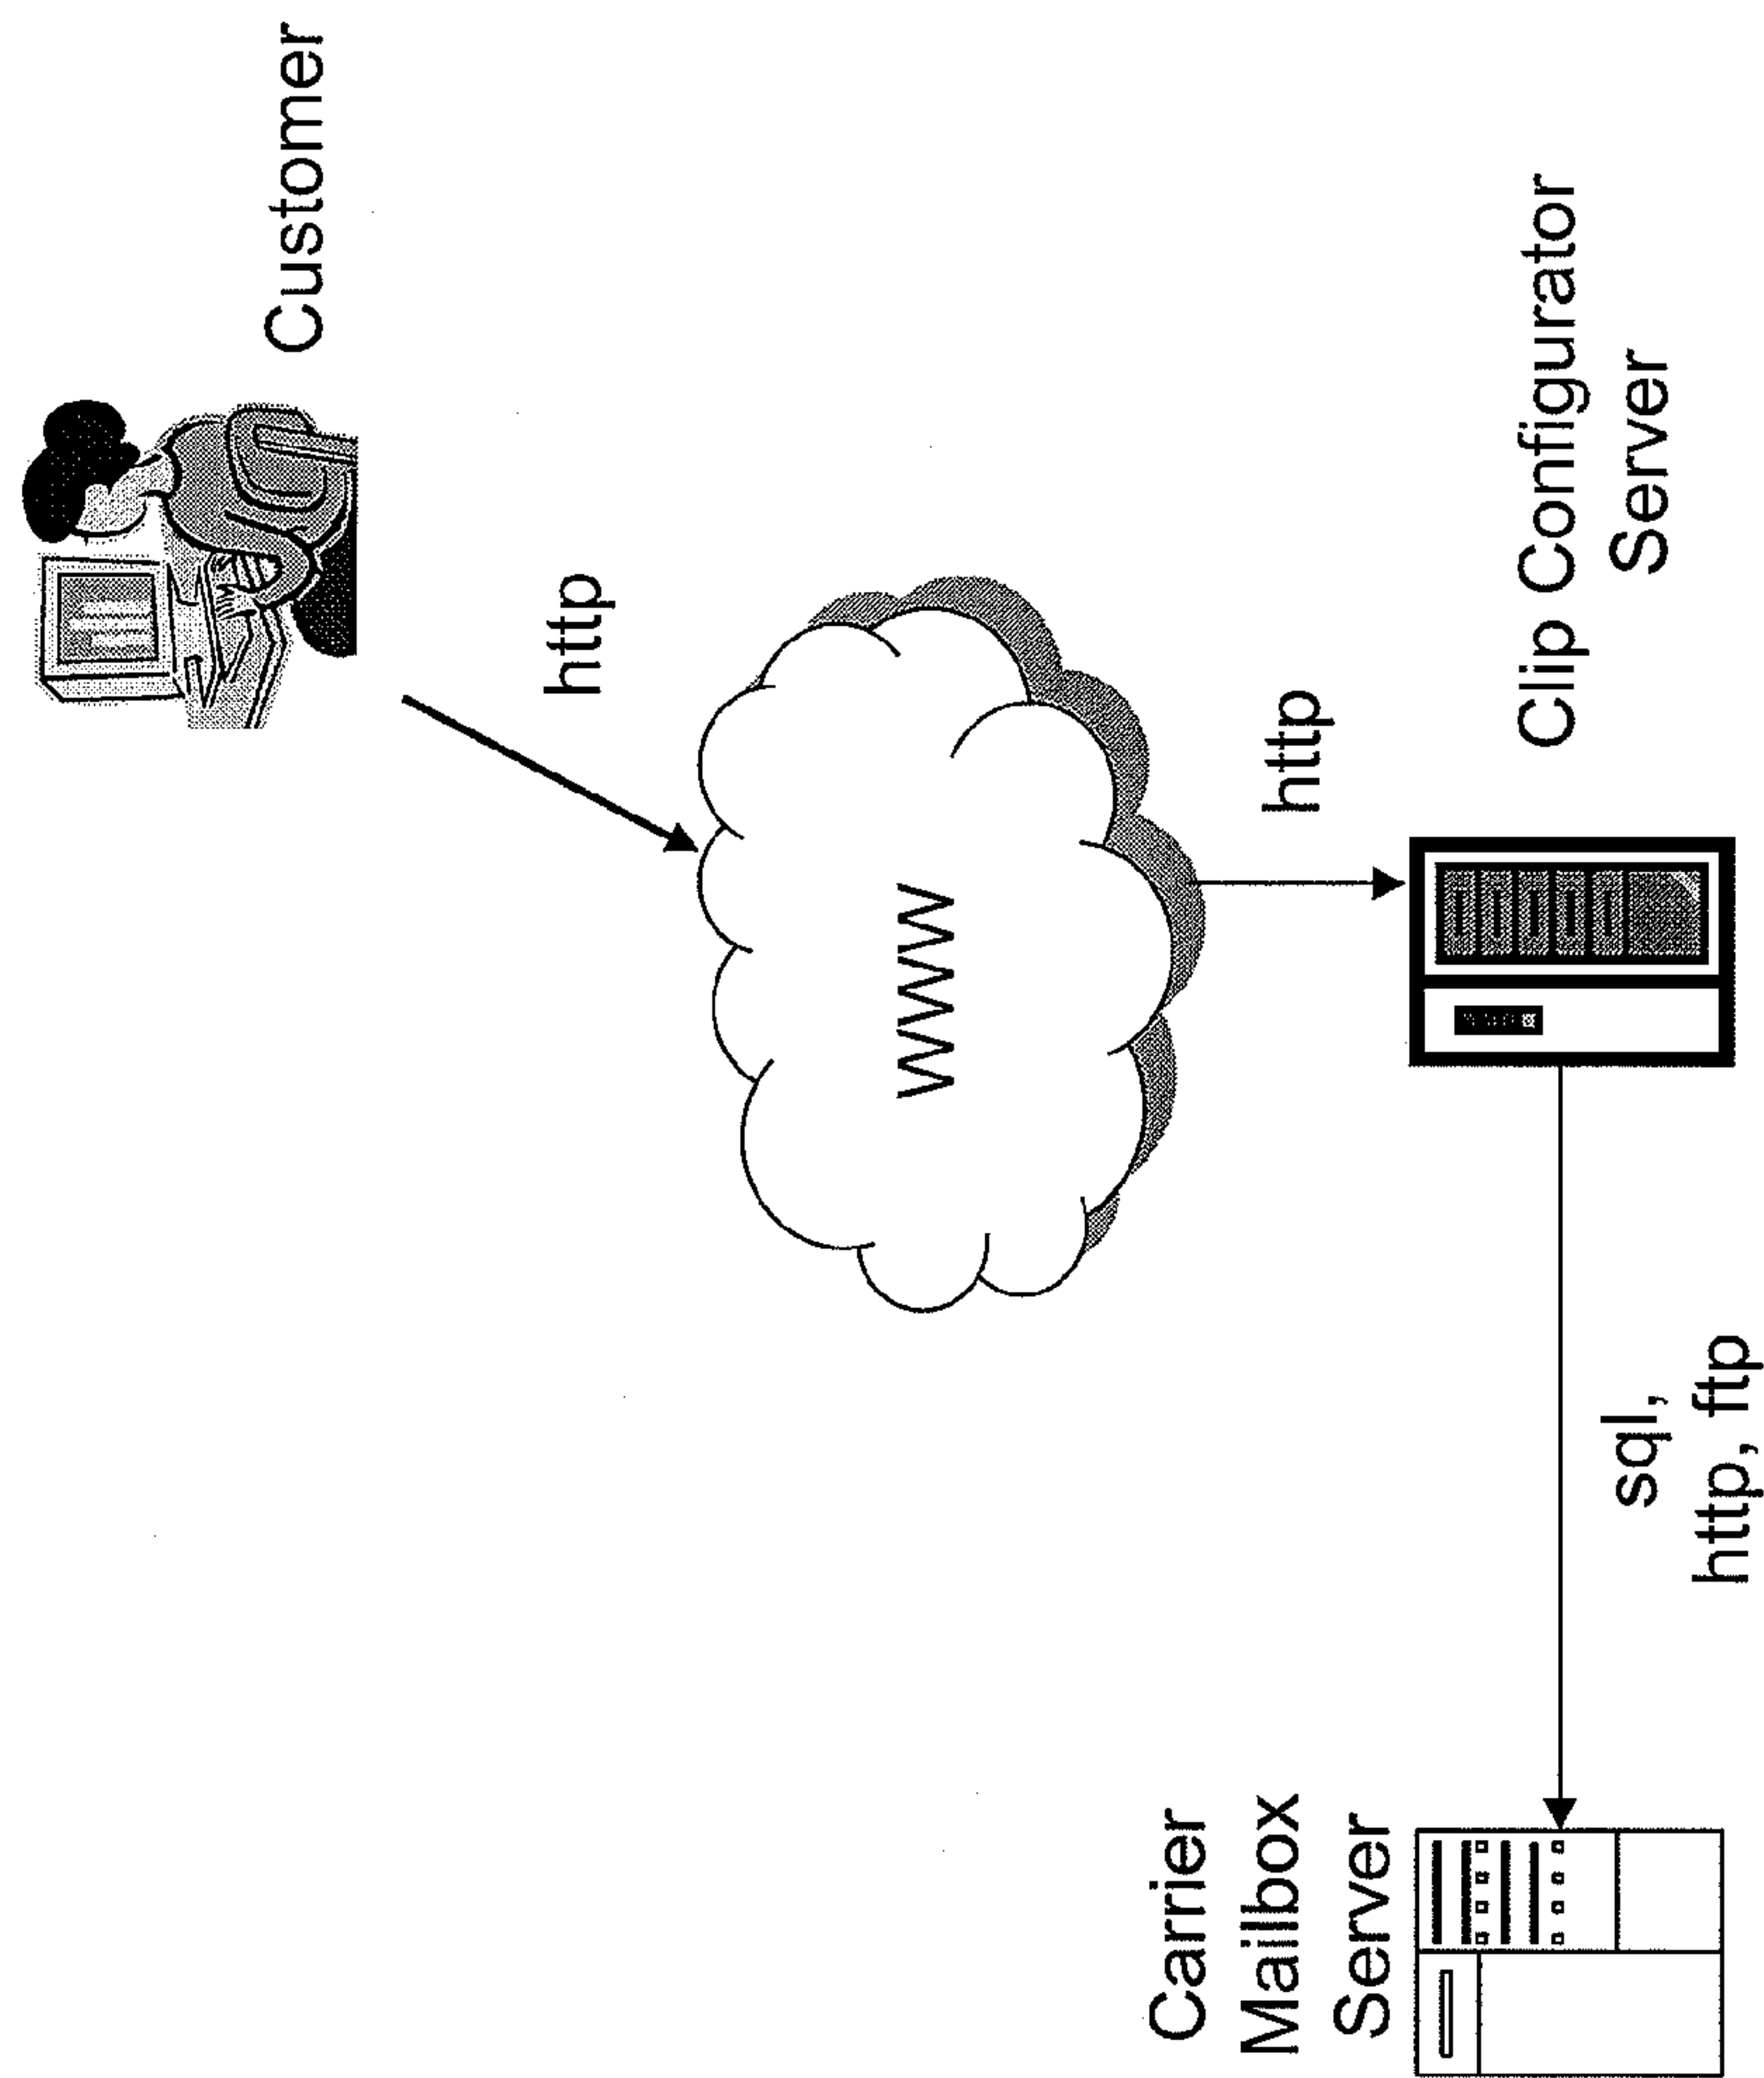 Customer
http
www
http
Clip Configurator
Server
sql,
http, ftp
Carrier
Mailbox
Server